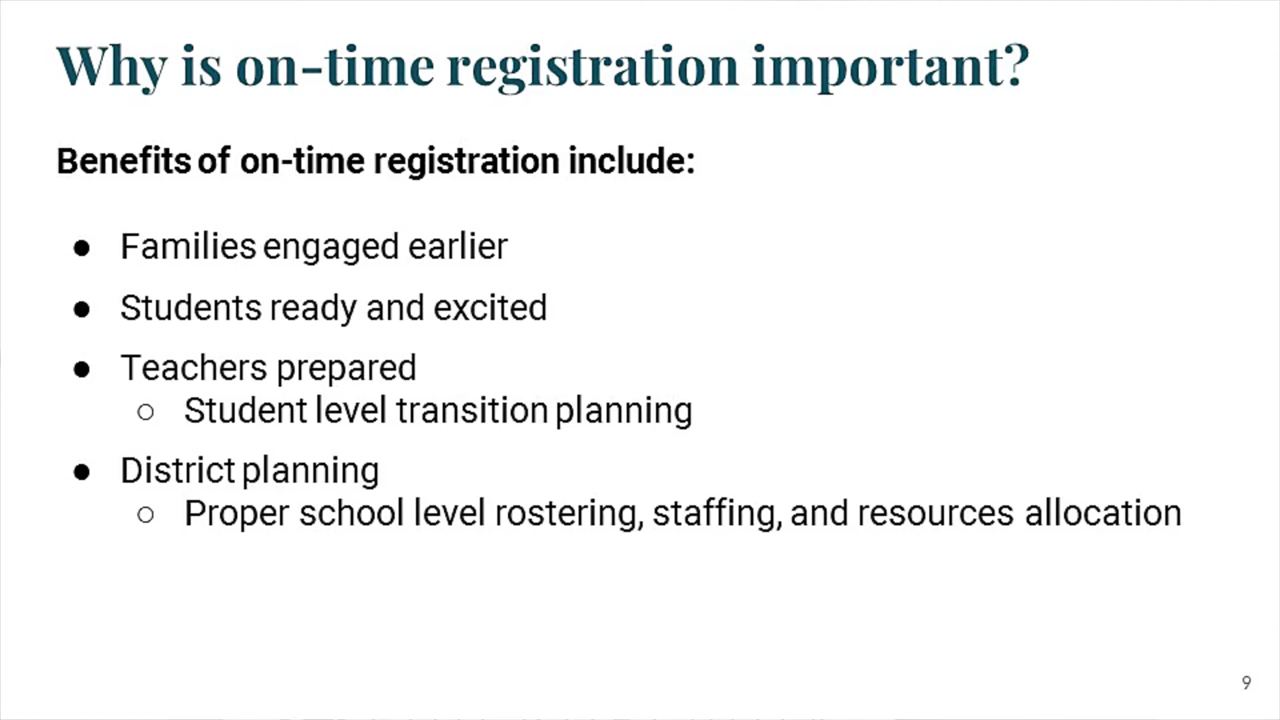 Why is on-time registration important?
Benefits of on-time registration include:
● Families engaged earlier
● Students ready and excited
● Teachers prepared
○ Student level transition planning
● District planning
○ Proper school level rostering, staffing, and resources allocation
9